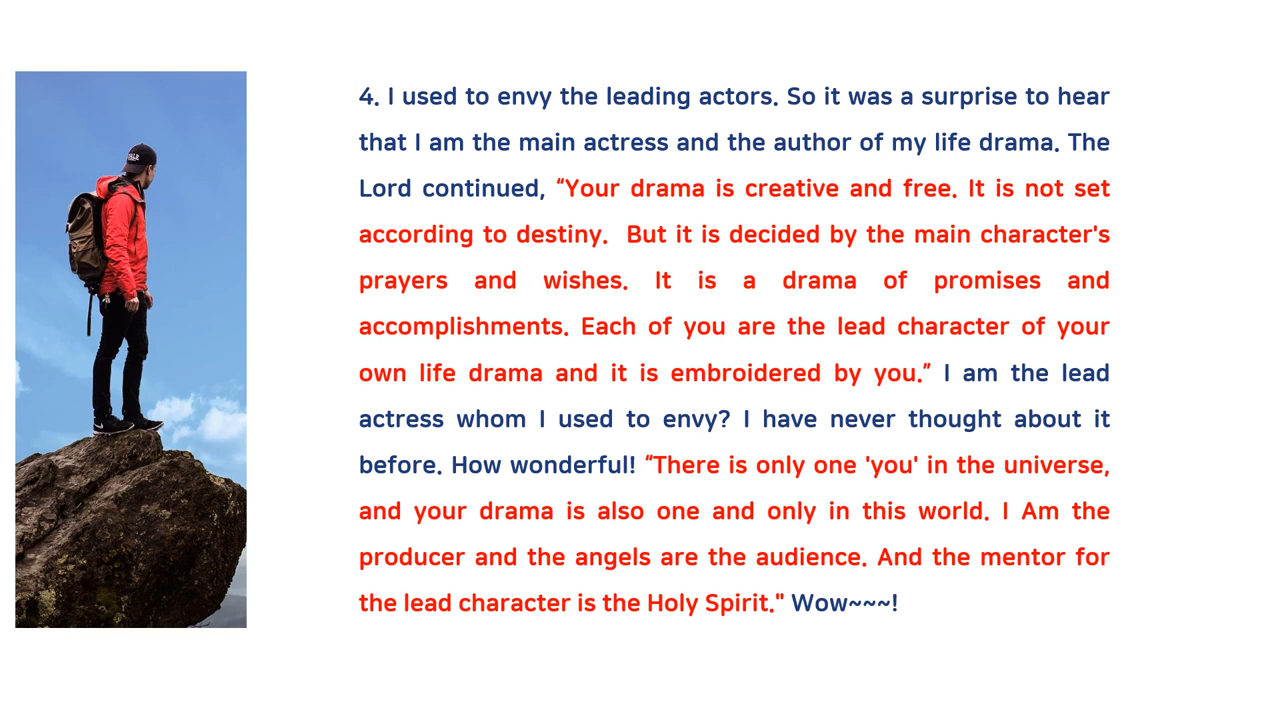 4. I used to envy the leading actors. So it was a surprise to hear
that I am the main actress and the author of my life drama. The
Lord continued, “Your drama is creative and free. It is not set
according to destiny.  But it is decided by the main character's
prayers and wishes. It is a drama of promises and
accomplishments. Each of you are the lead character of your
own life drama and it is embroidered by you.” I am the lead
actress whom I used to envy? I have never thought about it
before. How wonderful! “There is only one 'you' in the universe,
and your drama is also one and only in this world. I Am the
producer and the angels are the audience. And the mentor for
the lead character is the Holy Spirit." Wow~~~!